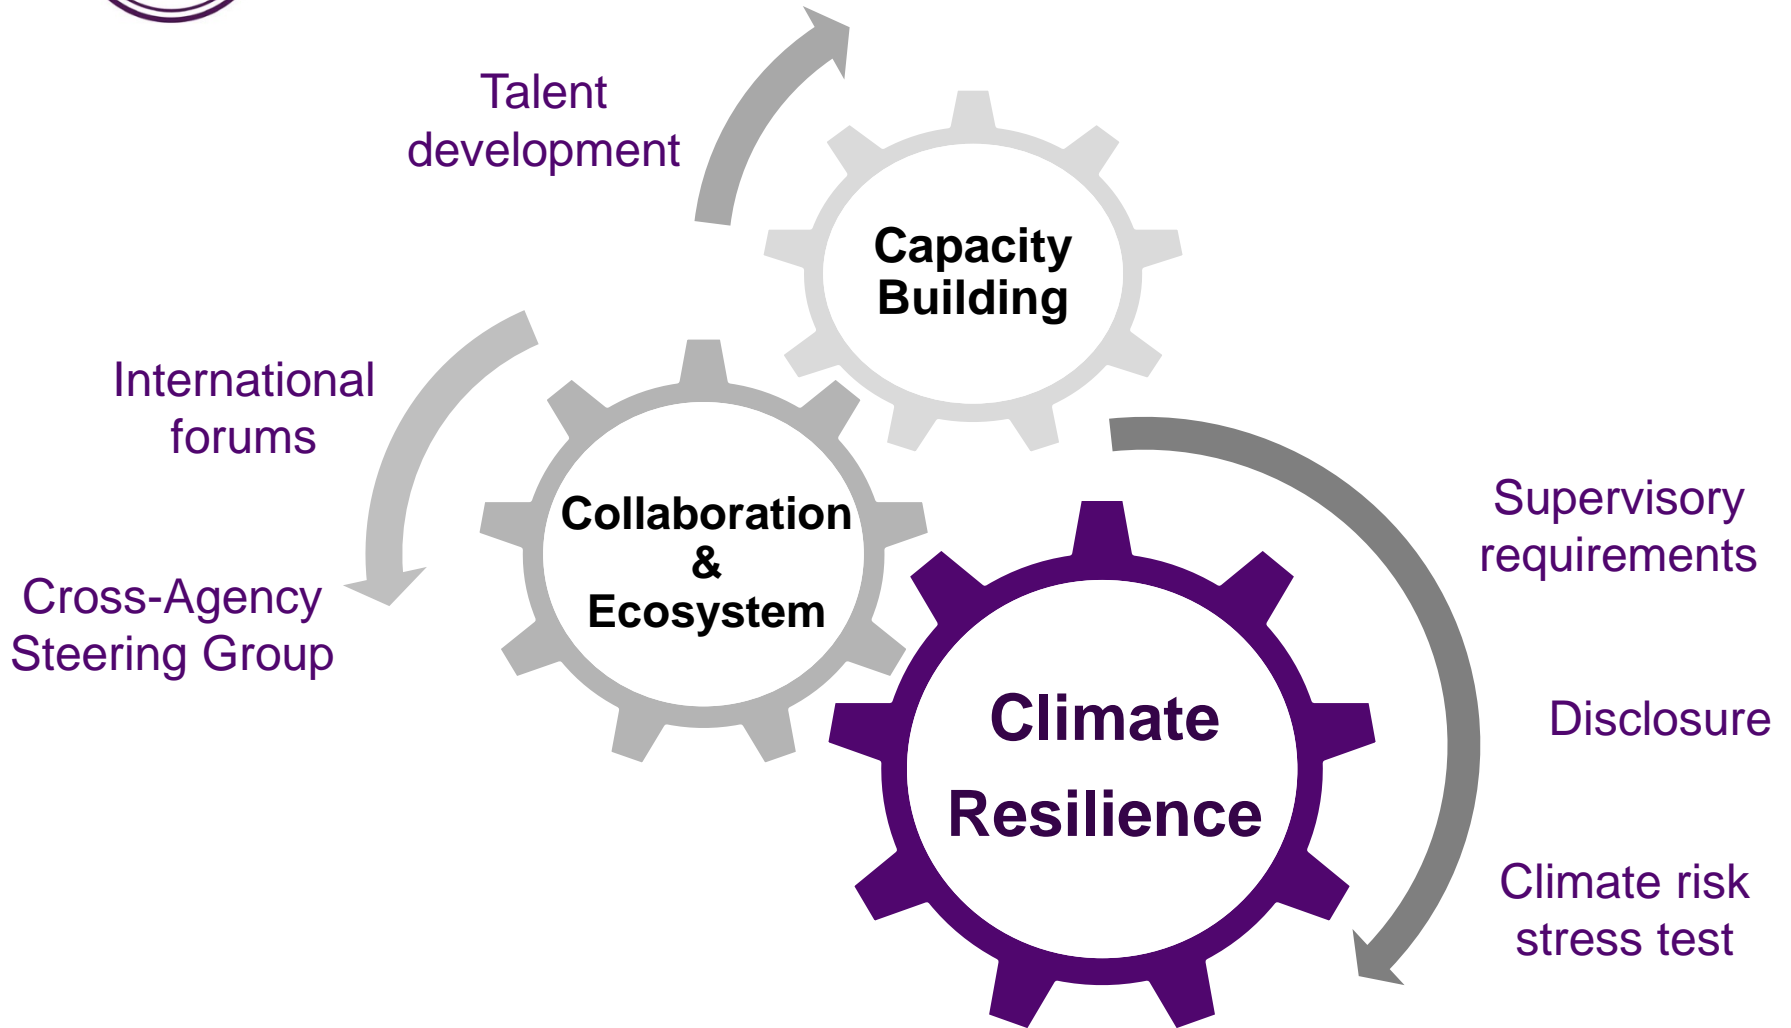 Talent
development
Capacity
Building
International
forums
Collaboration
&
Ecosystem
Cross-Agency
Steering Group
Supervisory
requirements
Disclosure
Climate
Resilience
Climate risk
stress test